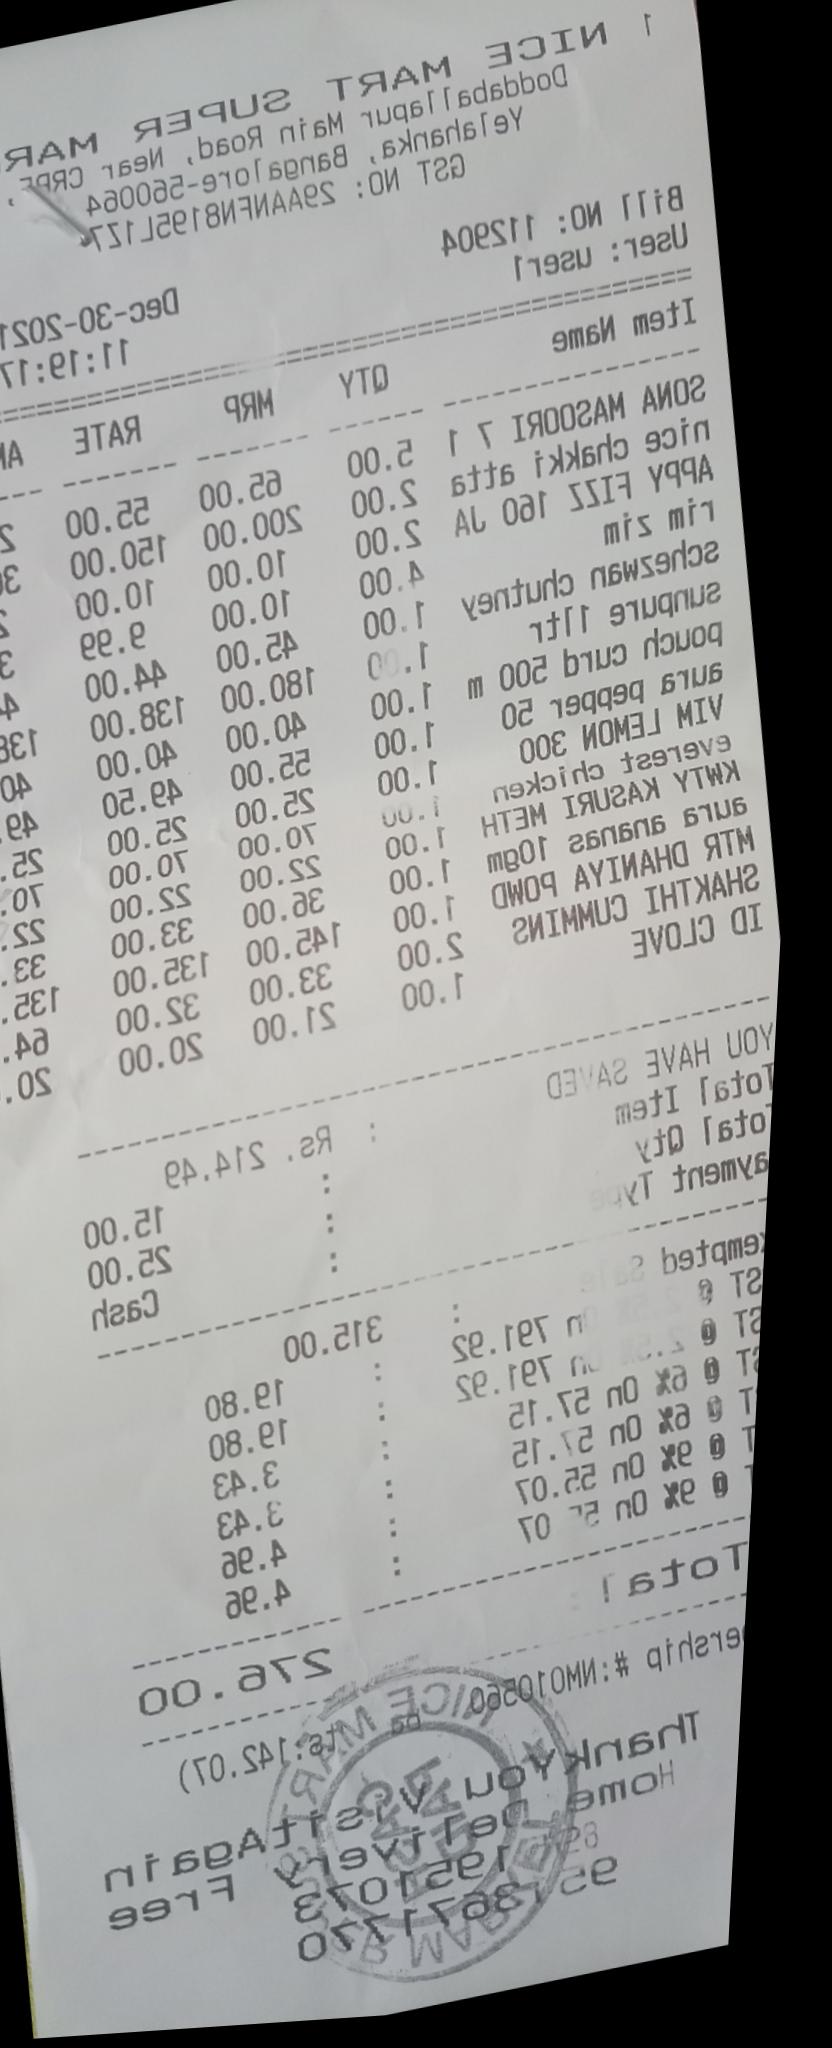 1 NICE MART SUPER MAR
Doddaballapur Main Road, Near CRPF,
Yelahanka, Bangalore-560064
GST NO: 29AANFN8195L1Z7
Bill NO: 112904 Dec-30-2021
User: user1 11:19:17
Item Name QTY MRP RATE AM
SONA MASOORI 7 1 5.00 65.00 55.00 2
nice chakki atta 2.00 200.00 150.00 30
APPY FIZZ 160 JA 2.00 10.00 10.00 2
rim zim 4.00 10.00 9.99 3
schezwan chutney 1.00 45.00 44.00 4
sunpure 1ltr 1.00 180.00 138.00 138
pouch curd 500 m 1.00 40.00 40.00 40
aura pepper 50 1.00 55.00 49.50 49
VIM LEMON 300 1.00 25.00 25.00 25.
everest chicken 1.00 70.00 70.00 70.
KWTY KASURI METH 1.00 22.00 22.00 22.
aura ananas 10gm 1.00 36.00 33.00 33.
MTR DHANIYA POWD 1.00 145.00 135.00 135.
SHAKTHI CUMMINS 2.00 33.00 32.00 64.
ID CLOVE 1.00 21.00 20.00 20.
YOU HAVE SAVED : Rs. 214.49
Total Item : 15.00
Total Qty : 25.00
ayment Type : Cash
empted Sale : 315.00
ST @ 2.5% On 791.92 : 19.80
ST @ 2.5% On 791.92 : 19.80
ST @ 6% On 57.15 : 3.43
T @ 6% On 57.15 : 3.43
T @ 9% On 55.07 : 4.96
@ 9% On 55.07 : 4.96
Total : 276.00
ership #:NM010560 pts:142.07)
ThankYou VisitAgain
Home Delivery Free
1951073
9513671770
NICE MART